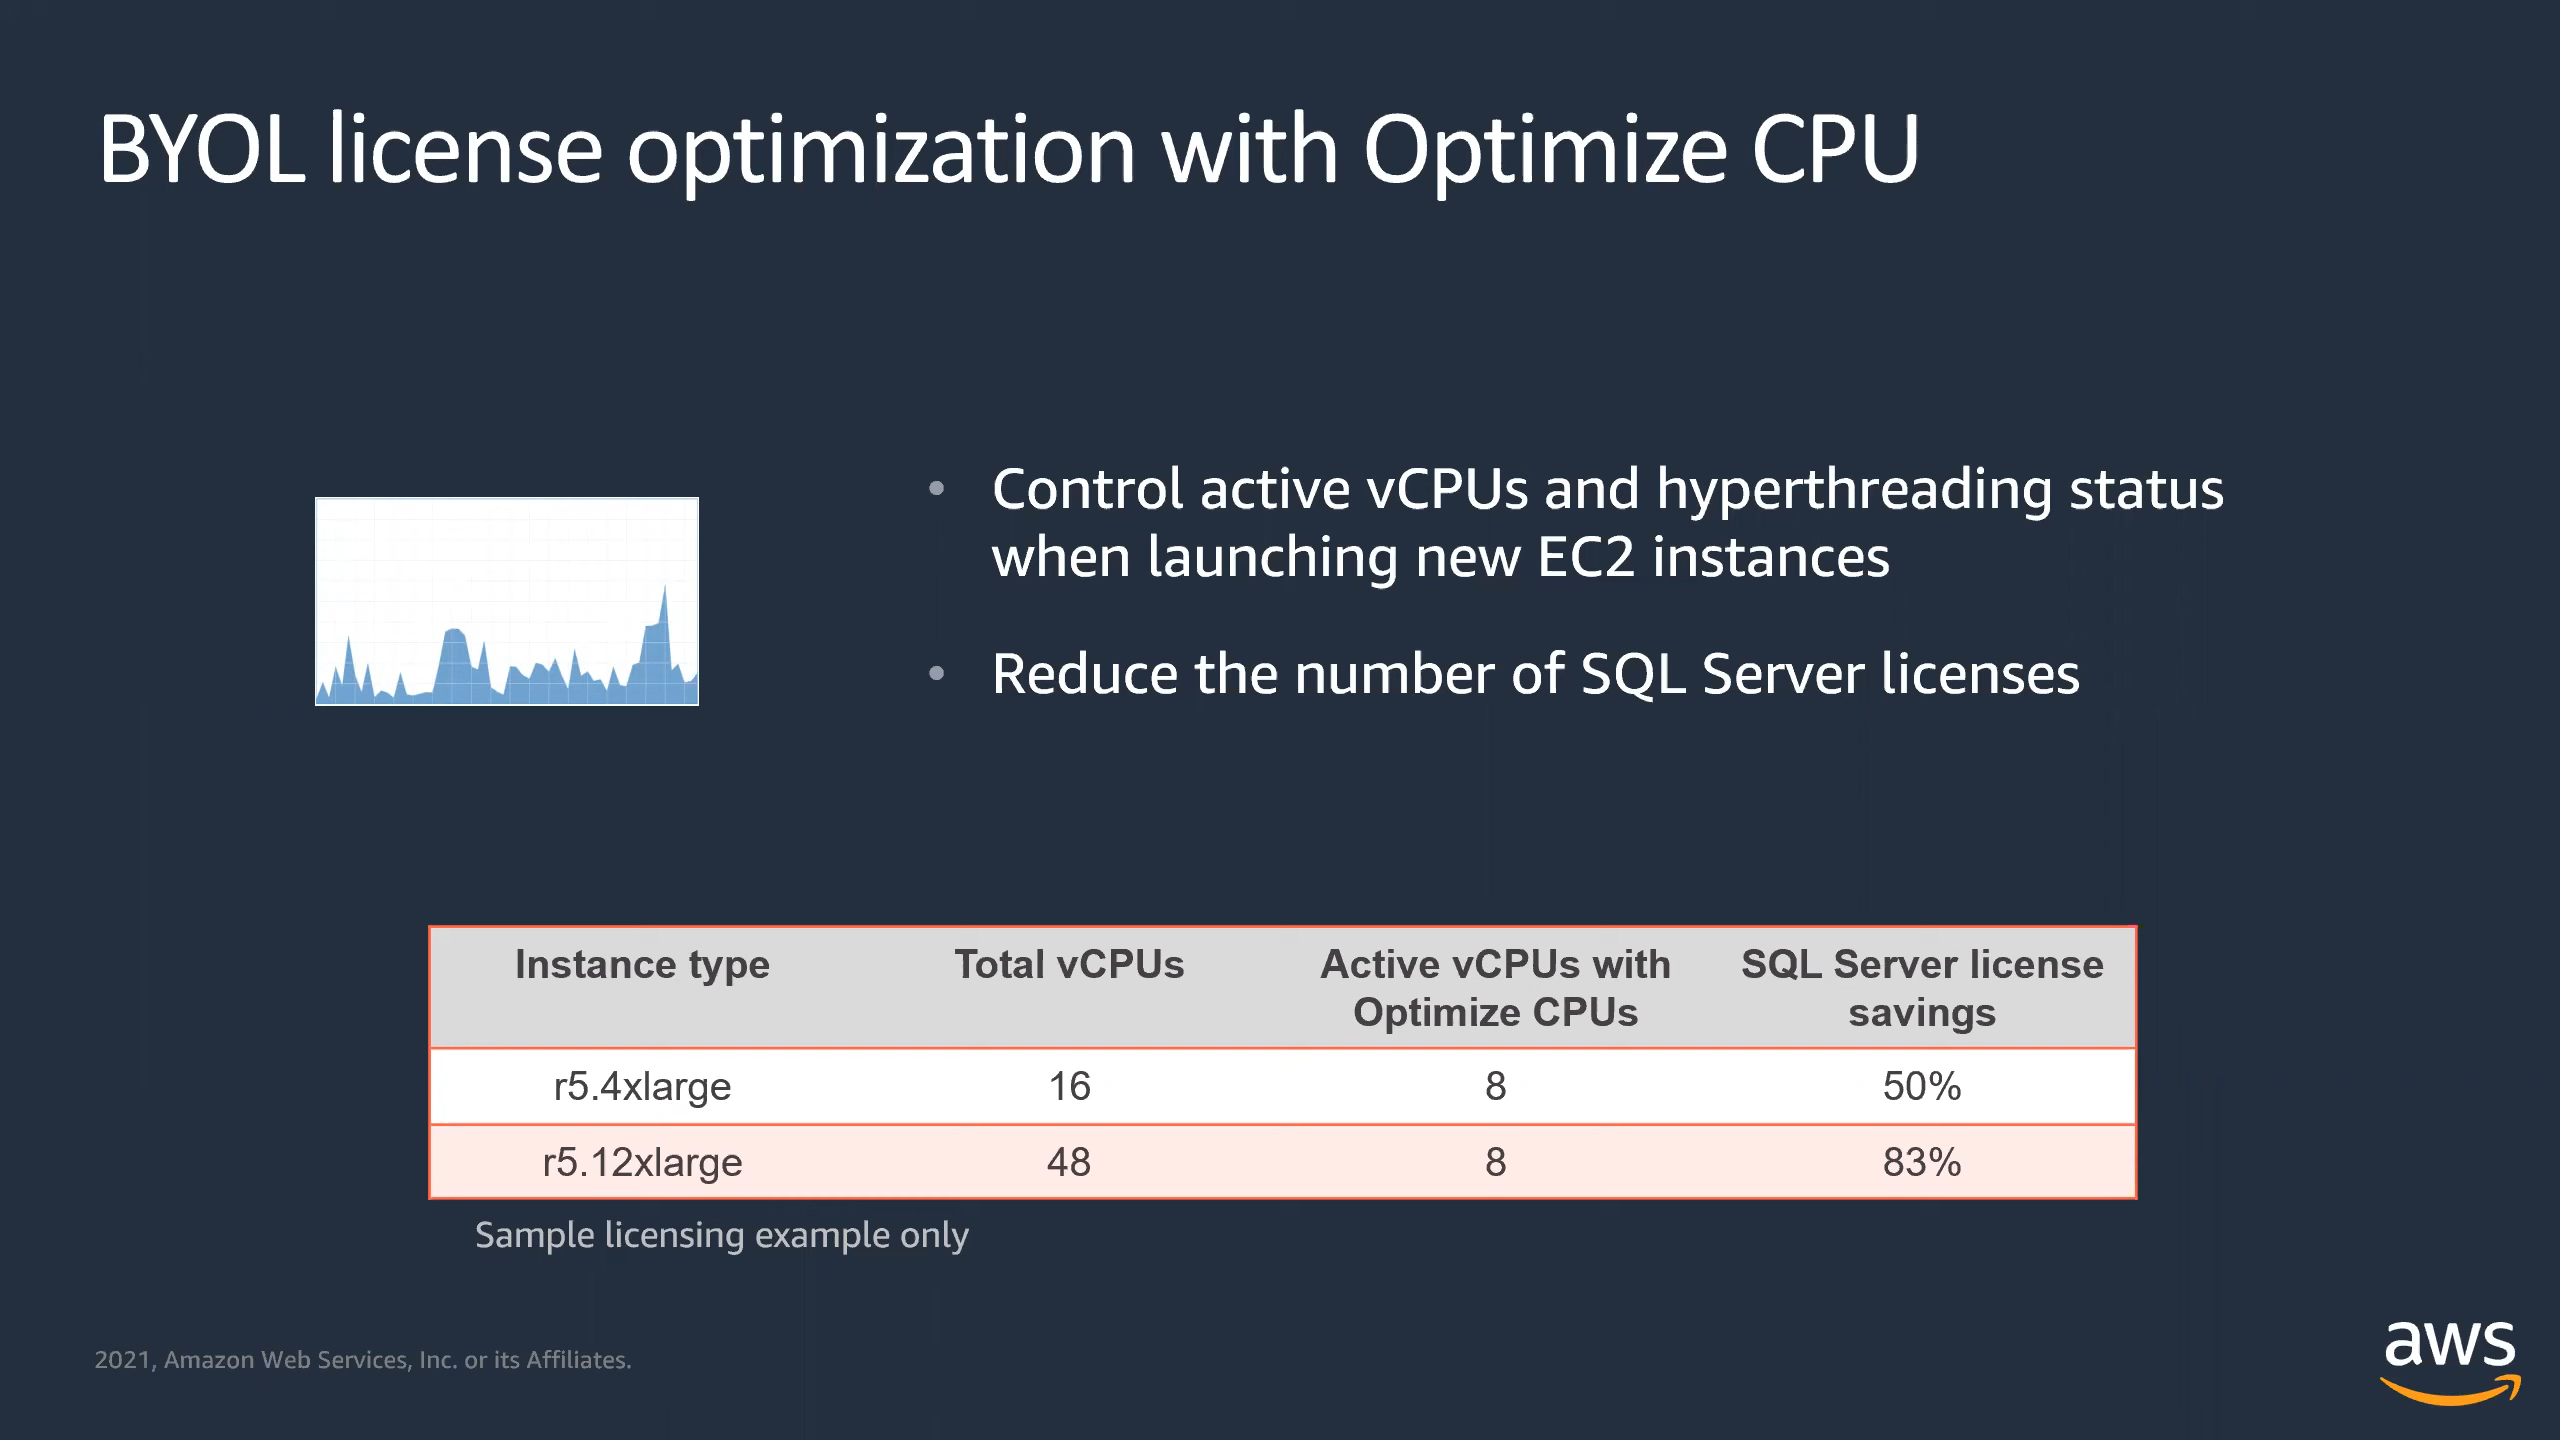 BYOL license optimization with Optimize CPU
• Control active vCPUs and hyperthreading status
when launching new EC2 instances
• Reduce the number of SQL Server licenses
Instance type Total vCPUs Active vCPUs with Optimize CPUs SQL Server license savings
r5.4xlarge 16 8 50%
r5.12xlarge 48 8 83%
Sample licensing example only
2021, Amazon Web Services, Inc. or its Affiliates.
aws